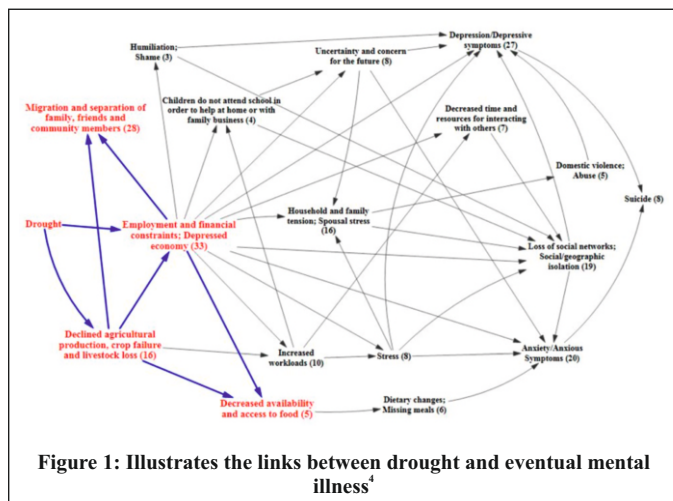 Humiliation;
Shame (3)
Uncertainty and concern
for the future (8)
Depression/Depressive
symptoms (27)
Migration and separation of
family, friends and
community members (28)
Children do not attend school in
order to help at home or with
family business (4)
Decreased time and
resources for interacting
with others (7)
Domestic violence;
Abuse (5)
Suicide (8)
Drought
Employment and financial
constraints; Depressed
economy (33)
Household and family
tension; Spousal stress
(16)
Loss of social networks;
Social/geographic
isolation (19)
Declined agricultural
production, crop failure
and livestock loss (16)
Increased
workloads (10)
Stress (8)
Anxiety/Anxious
Symptoms (20)
Decreased availability
and access to food (5)
Dietary changes;
Missing meals (6)
Figure 1: Illustrates the links between drought and eventual mental
illness⁴